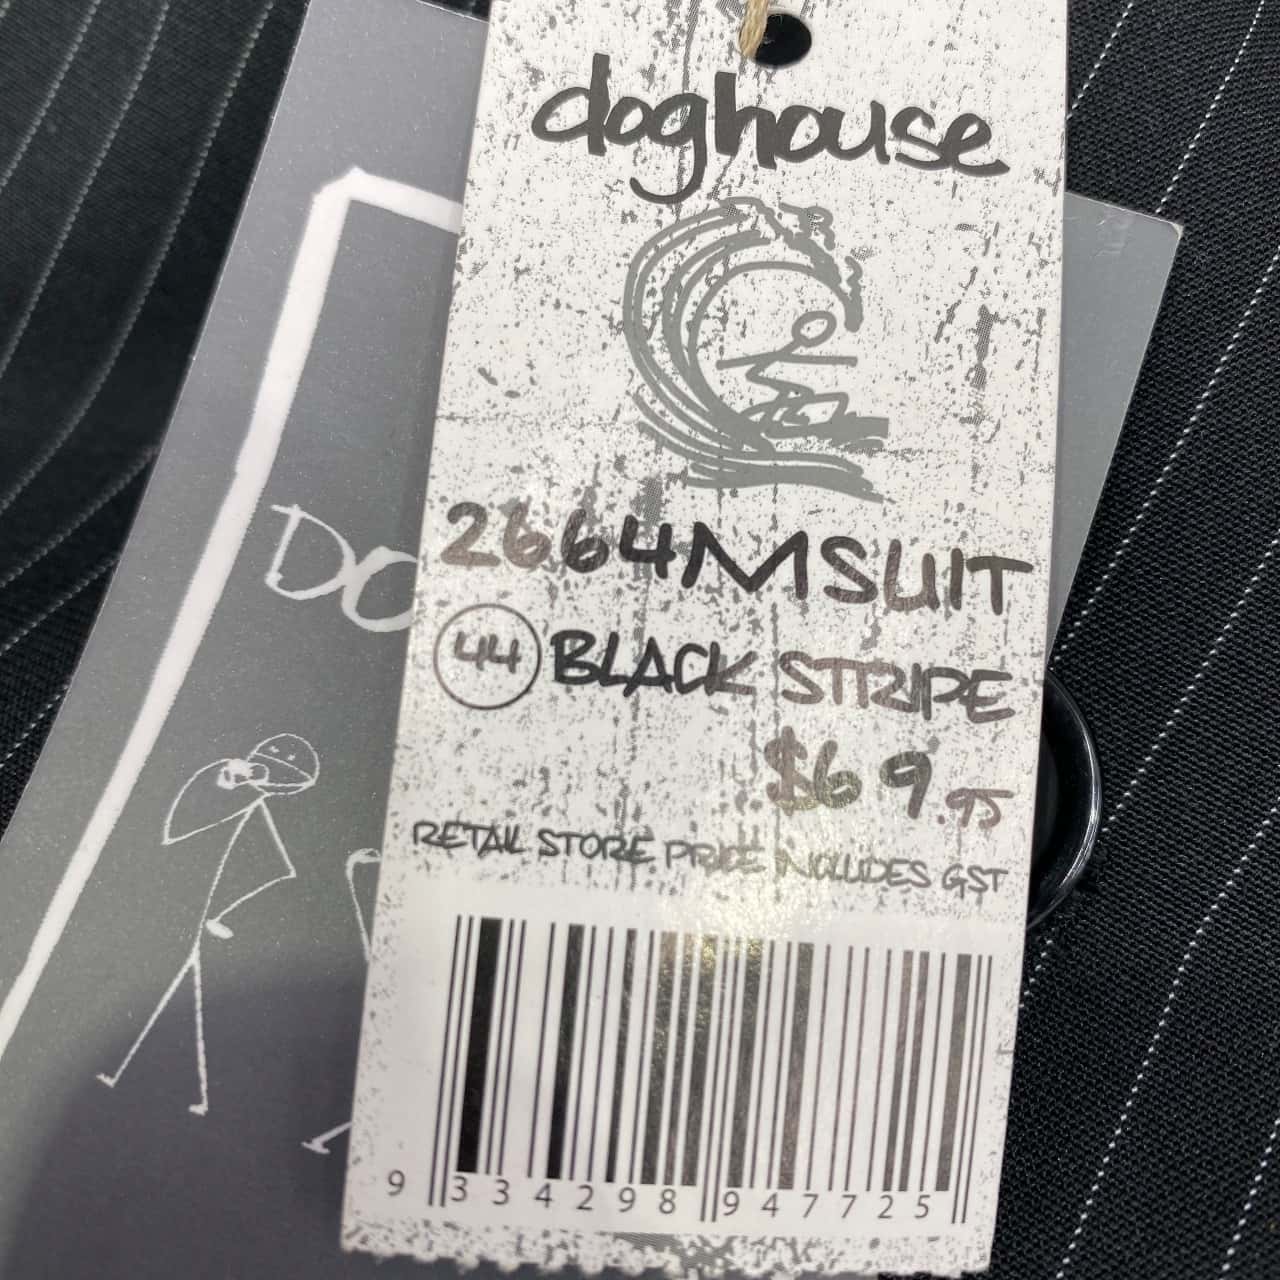 doghouse
2664MSUIT
44 BLACK STRIPE
$69.95
RETAIL STORE PRICE INCLUDES GST
9 334298 947725
DO